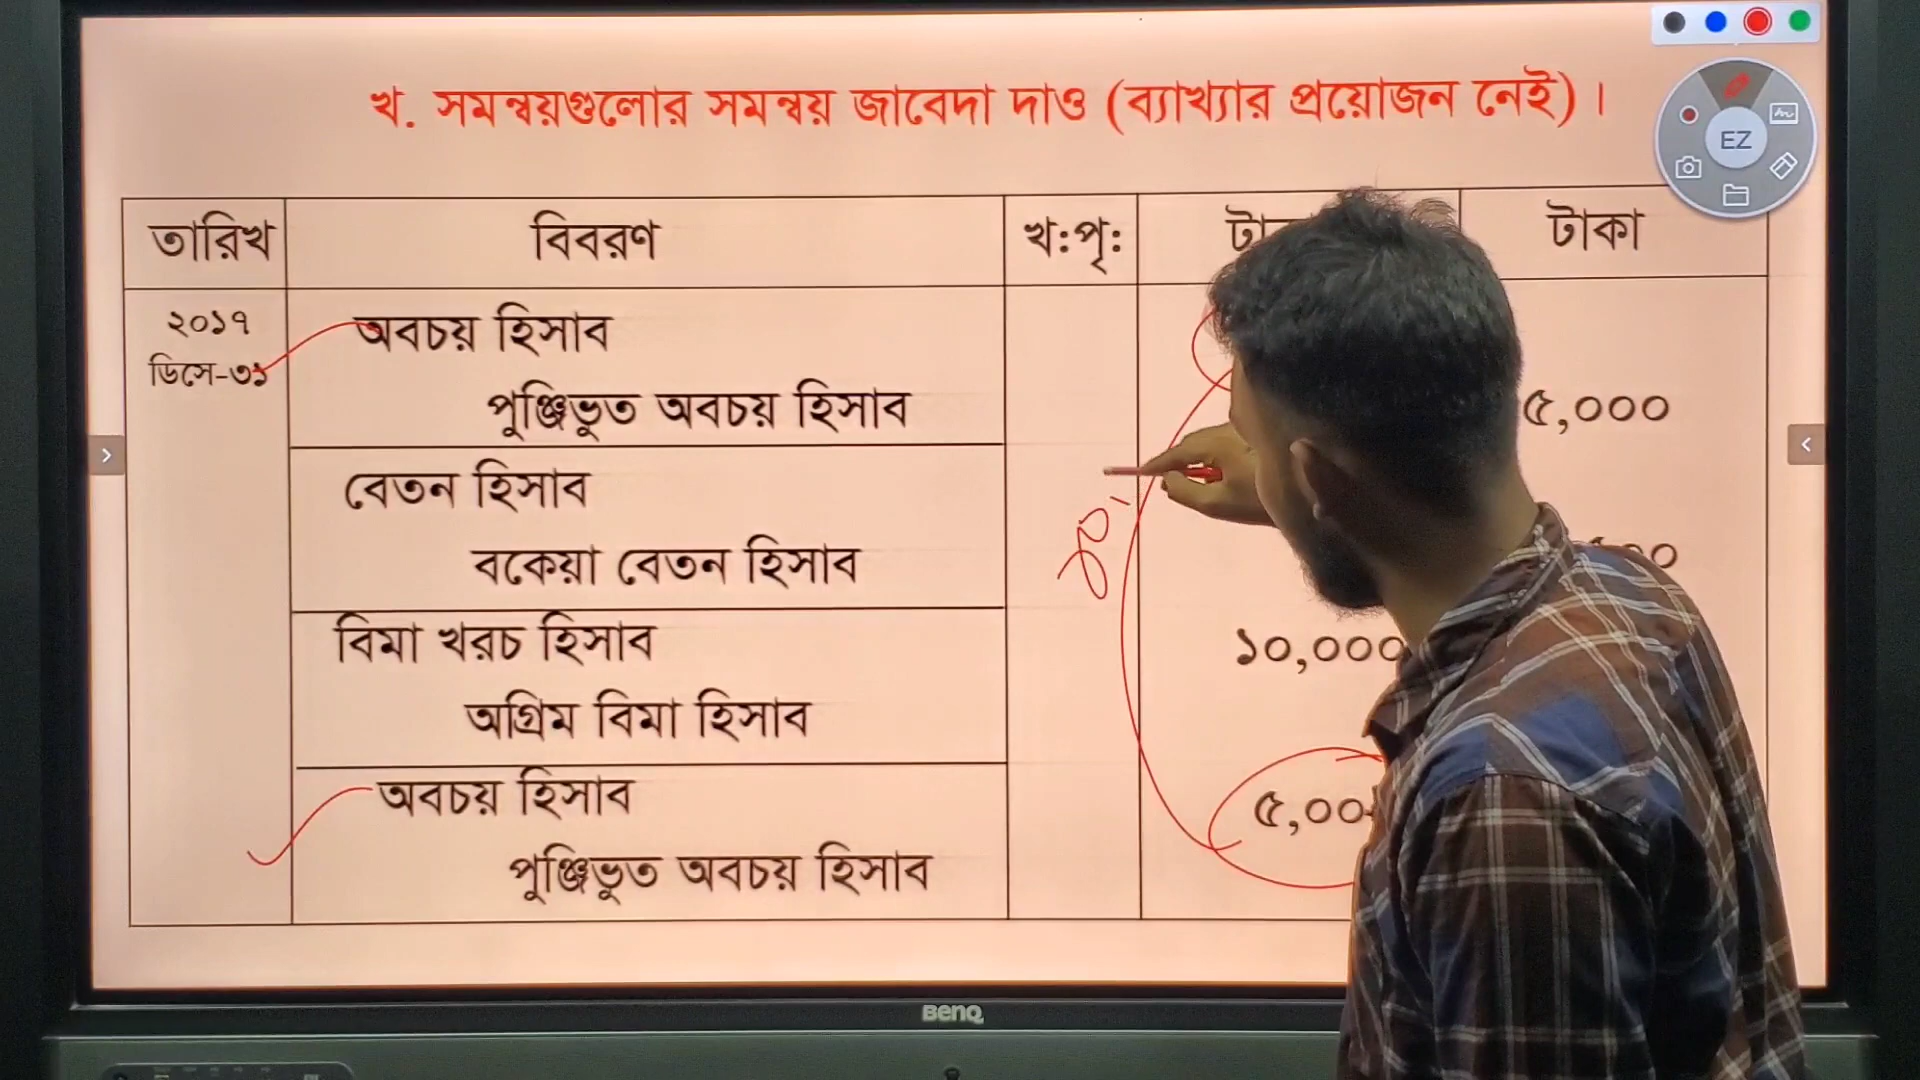 খ. সমন্বয়গুলোর সমন্বয় জাবেদা দাও (ব্যাখ্যার প্রয়োজন নেই)।
EZ
তারিখ বিবরণ খ:পৃ: টাকা
২০১৭ অবচয় হিসাব
ডিসে-৩১
পুঞ্জিভুত অবচয় হিসাব ৫,০০০
বেতন হিসাব
বকেয়া বেতন হিসাব
বিমা খরচ হিসাব ১০,০০০
অগ্রিম বিমা হিসাব
অবচয় হিসাব
পুঞ্জিভুত অবচয় হিসাব
BenQ